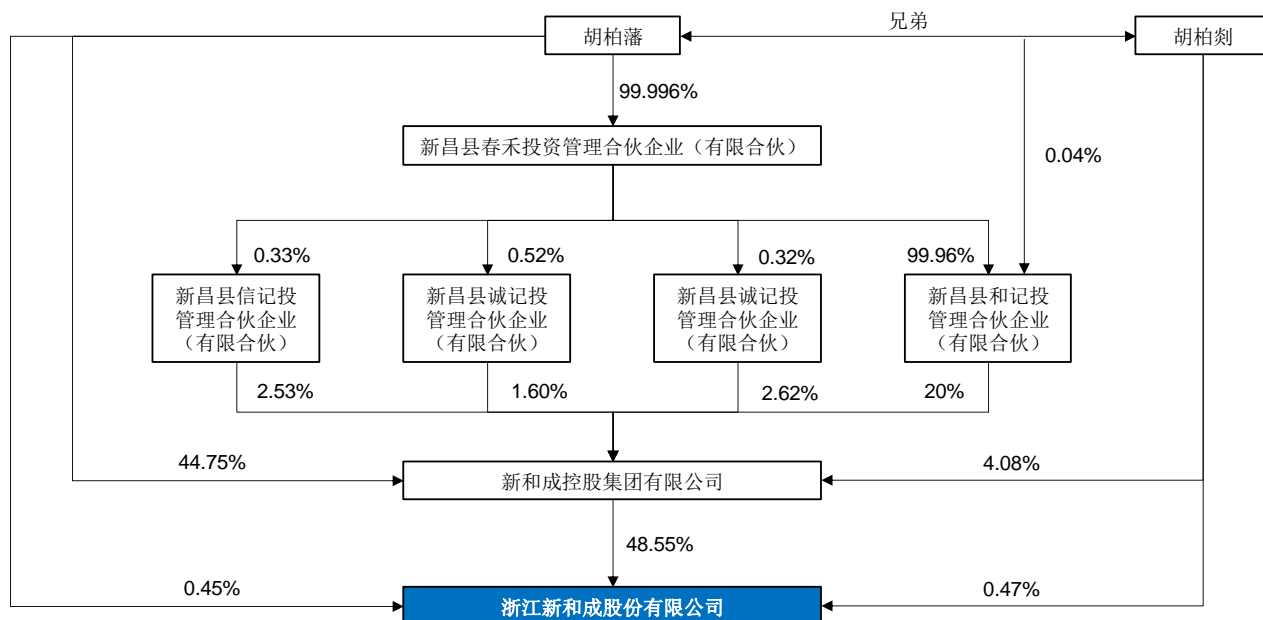 兄弟
胡柏藩
胡柏剡
99.996%
新昌县春禾投资管理合伙企业（有限合伙）
0.04%
0.33%
0.52%
0.32%
99.96%
新昌县信记投
管理合伙企业
（有限合伙）
新昌县诚记投
管理合伙企业
（有限合伙）
新昌县诚记投
管理合伙企业
（有限合伙）
新昌县和记投
管理合伙企业
（有限合伙）
2.53%
1.60%
2.62%
20%
44.75%
新和成控股集团有限公司
4.08%
48.55%
0.45%
浙江新和成股份有限公司
0.47%